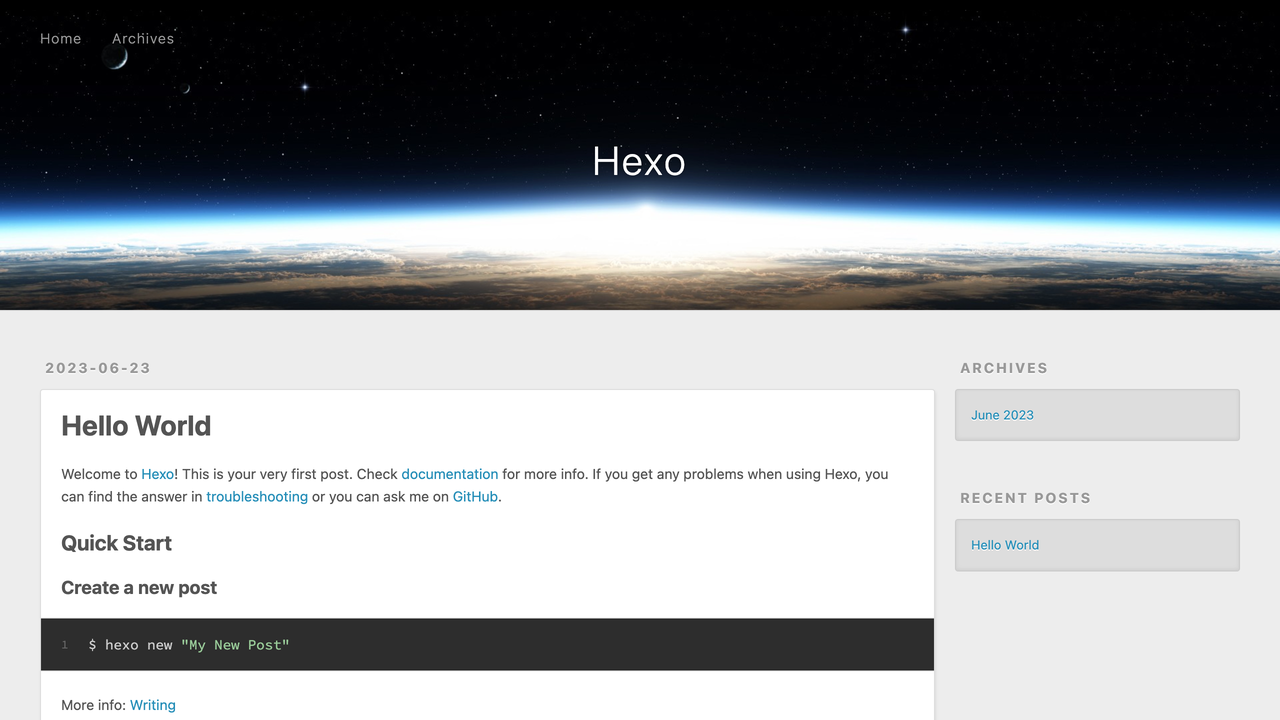 Home Archives
Hexo
2023-06-23
Hello World
Welcome to Hexo! This is your very first post. Check documentation for more info. If you get any problems when using Hexo, you
can find the answer in troubleshooting or you can ask me on GitHub.
Quick Start
Create a new post
1 $ hexo new "My New Post"
More info: Writing
ARCHIVES
June 2023
RECENT POSTS
Hello World